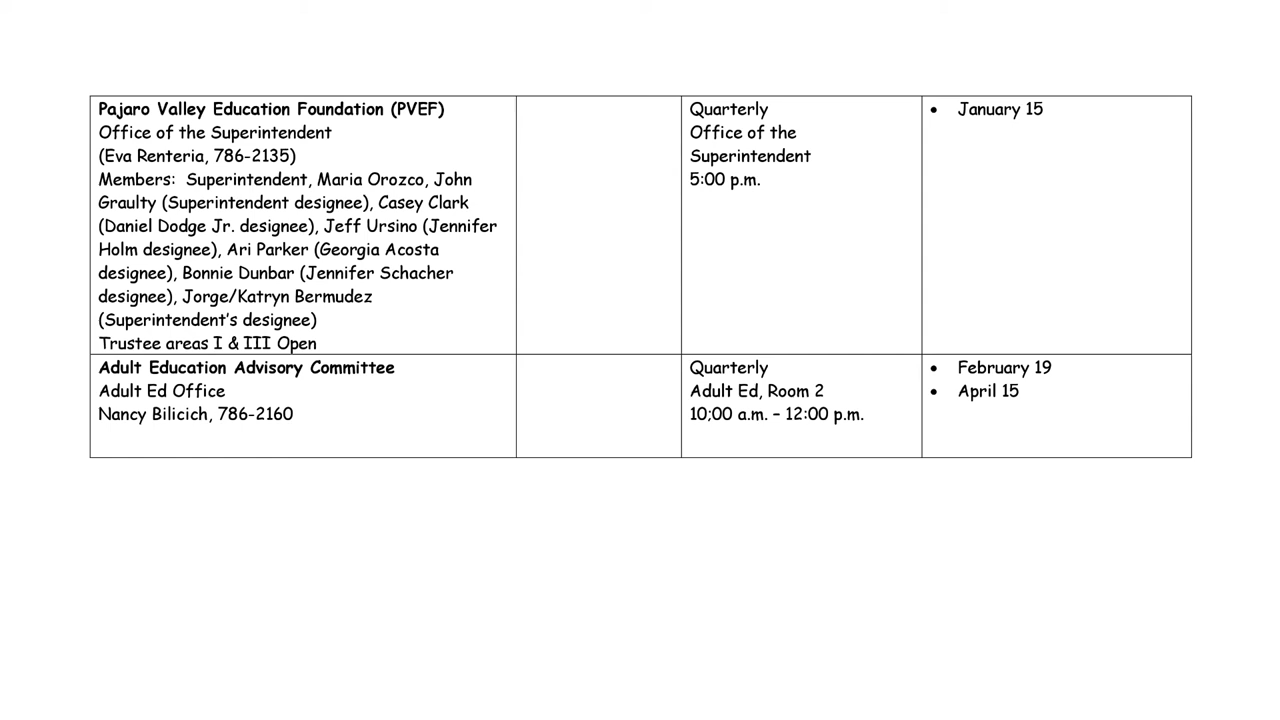 Pajaro Valley Education Foundation (PVEF)
Office of the Superintendent
(Eva Renteria, 786-2135)
Members:  Superintendent, Maria Orozco, John
Graulty (Superintendent designee), Casey Clark
(Daniel Dodge Jr. designee), Jeff Ursino (Jennifer
Holm designee), Ari Parker (Georgia Acosta
designee), Bonnie Dunbar (Jennifer Schacher
designee), Jorge/Katryn Bermudez
(Superintendent’s designee)
Trustee areas I & III Open
Quarterly
Office of the
Superintendent
5:00 p.m.
• January 15
Adult Education Advisory Committee
Adult Ed Office
Nancy Bilicich, 786-2160
Quarterly
Adult Ed, Room 2
10;00 a.m. – 12:00 p.m.
• February 19
• April 15